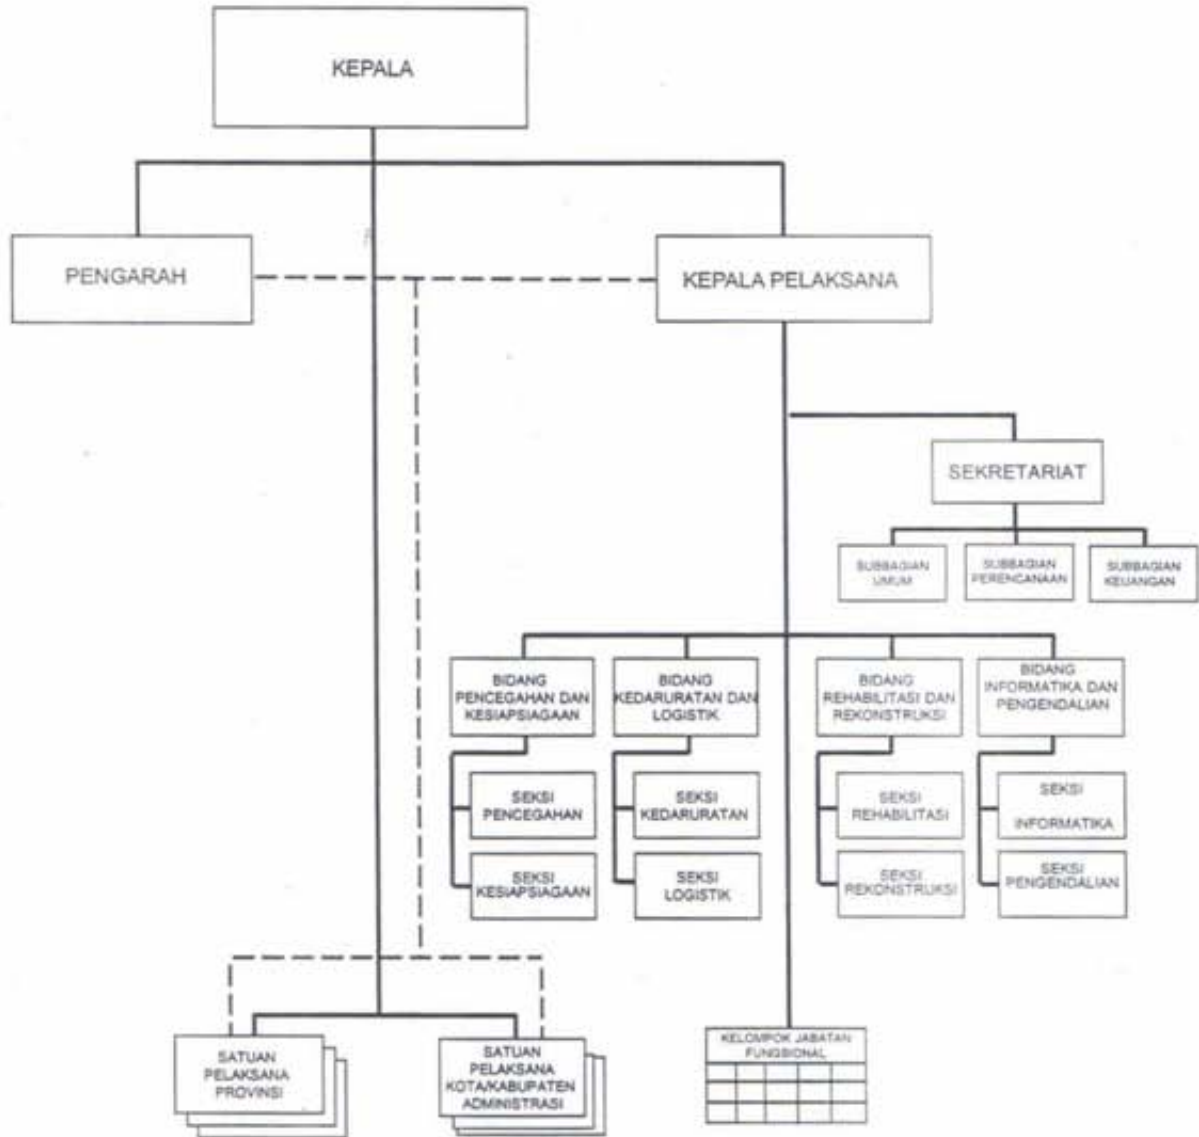 KEPALA
PENGARAH
KEPALA PELAKSANA
SEKRETARIAT
SUBBAGIAN
UMUM
SUBBAGIAN
PERENCANAAN
SUBBAGIAN
KEUANGAN
BIDANG
PENCEGAHAN DAN
KESIAPSIAGAAN
BIDANG
KEDARURATAN DAN
LOGISTIK
BIDANG
REHABILITASI DAN
REKONSTRUKSI
BIDANG
INFORMATIKA DAN
PENGENDALIAN
SEKSI
PENCEGAHAN
SEKSI
KEDARURATAN
SEKSI
REHABILITASI
SEKSI
INFORMATIKA
SEKSI
KESIAPSIAGAAN
SEKSI
LOGISTIK
SEKSI
REKONSTRUKSI
SEKSI
PENGENDALIAN
SATUAN
PELAKSANA
PROVINSI
SATUAN
PELAKSANA
KOTA/KABUPATEN
ADMINISTRASI
KELOMPOK JABATAN
FUNGSIONAL